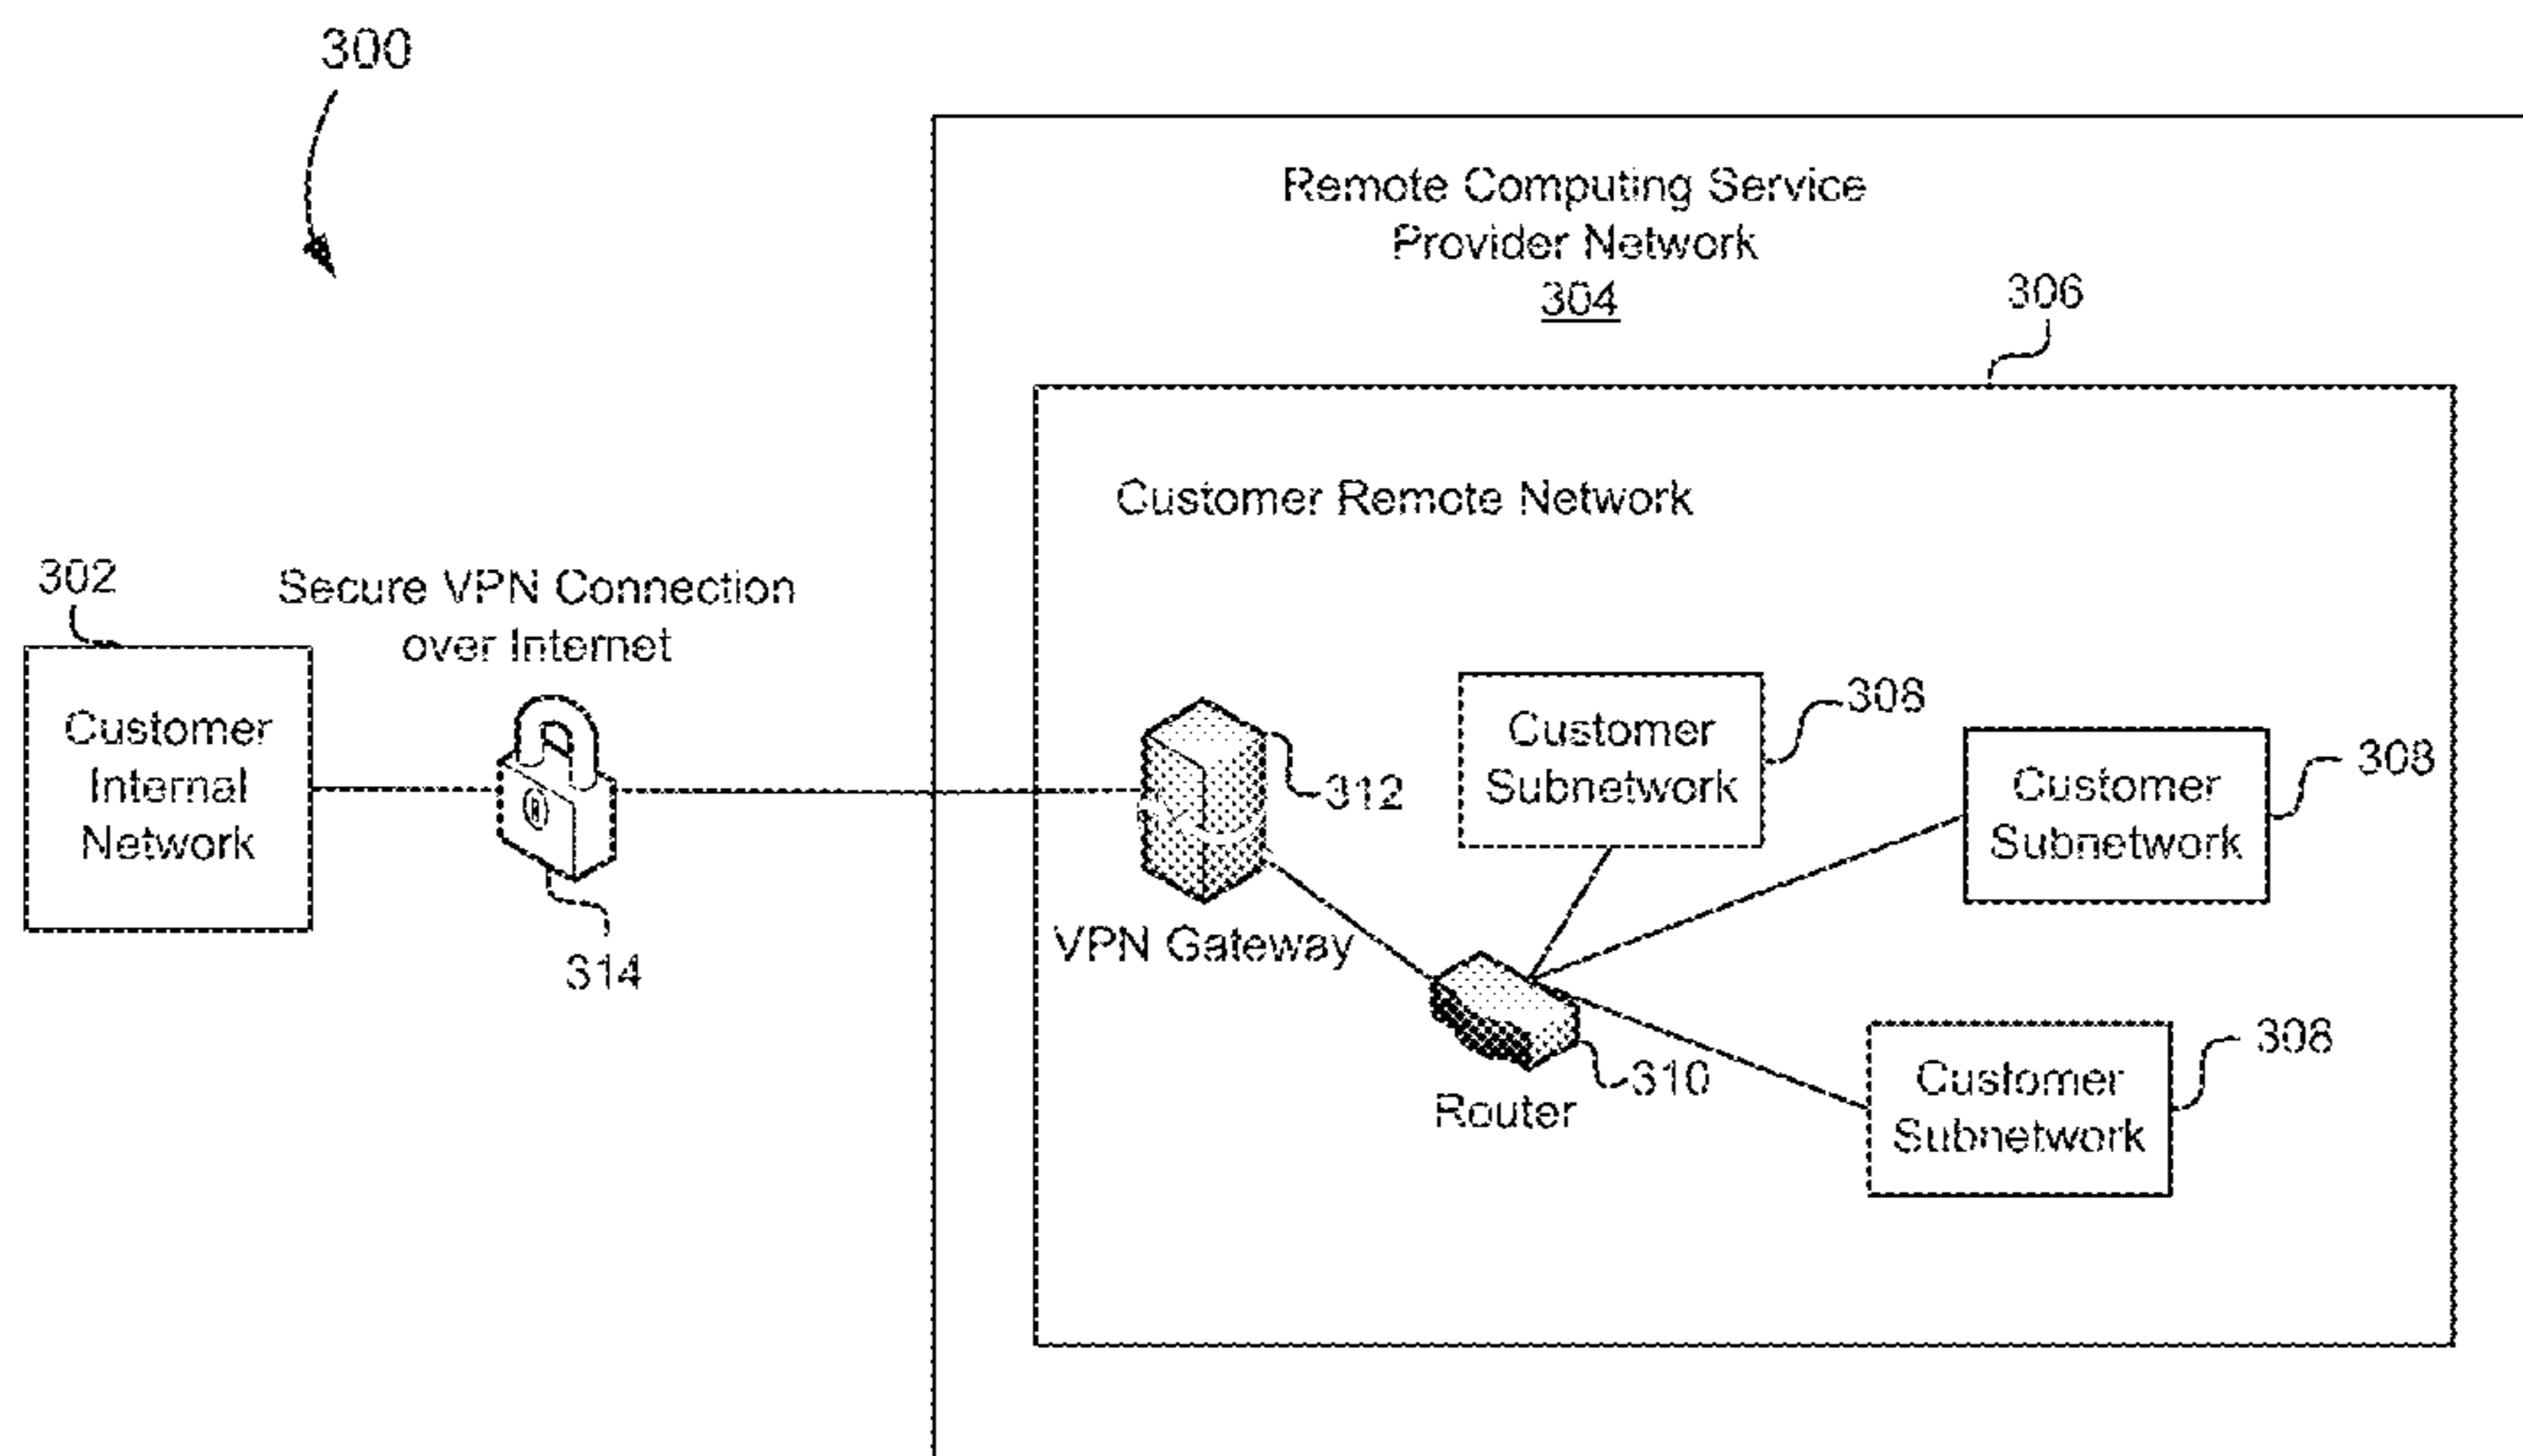 300
Remote Computing Service
Provider Network
304
306
Customer Remote Network
302
Secure VPN Connection
over Internet
Customer
Internal
Network
314
312
VPN Gateway
Customer
Subnetwork
308
Customer
Subnetwork
308
310
Router
Customer
Subnetwork
308